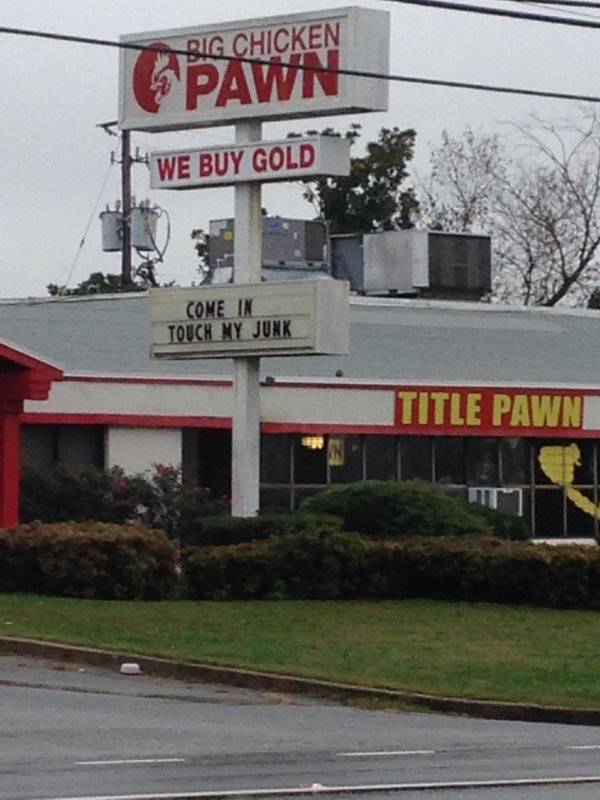 BIG CHICKEN
PAWN
WE BUY GOLD
COME IN
TOUCH MY JUNK
TITLE PAWN